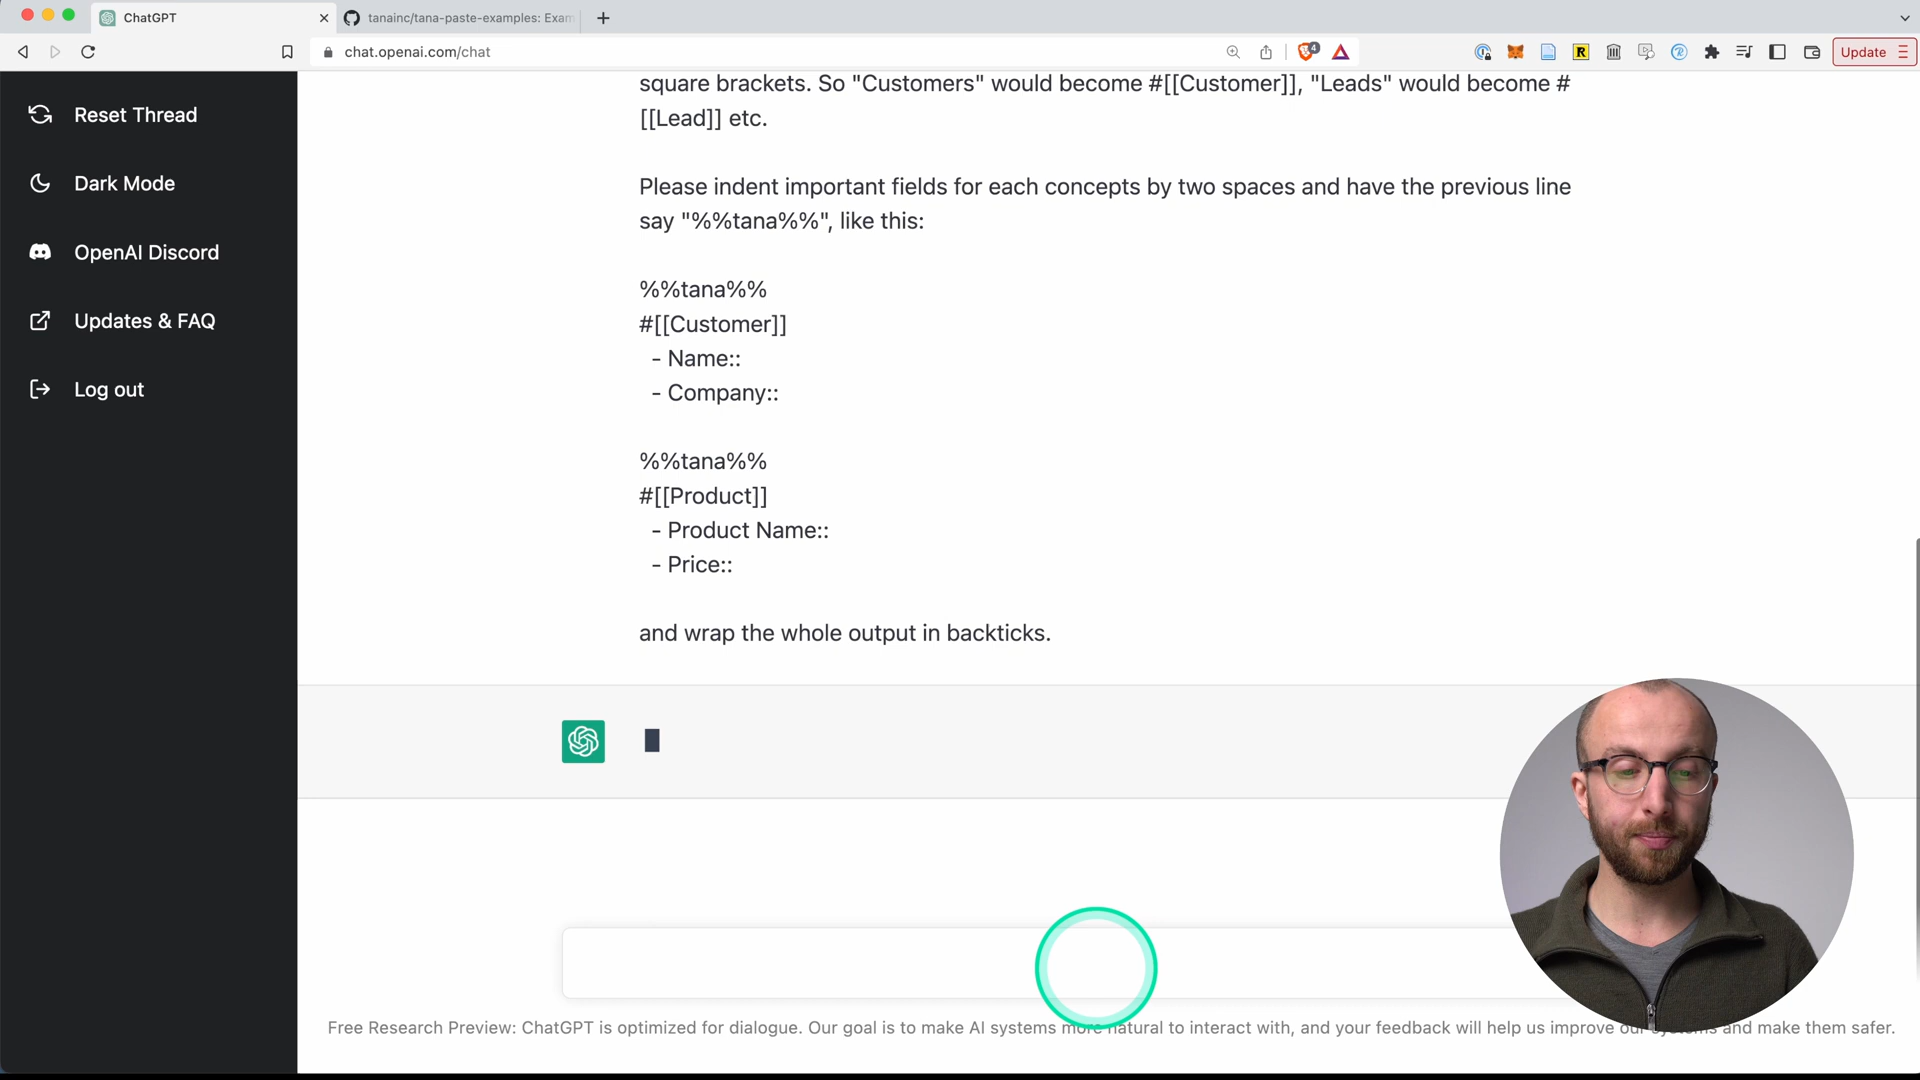 ChatGPT
tanainc/tana-paste-examples: Exam
chat.openai.com/chat
4
R
Update
Reset Thread
Dark Mode
OpenAI Discord
Updates & FAQ
Log out
square brackets. So "Customers" would become #[[Customer]], "Leads" would become #
[[Lead]] etc.
Please indent important fields for each concepts by two spaces and have the previous line
say "%%tana%%", like this:
%%tana%%
#[[Customer]]
- Name::
- Company::
%%tana%%
#[[Product]]
- Product Name::
- Price::
and wrap the whole output in backticks.
Free Research Preview: ChatGPT is optimized for dialogue. Our goal is to make AI systems more natural to interact with, and your feedback will help us improve our systems and make them safer.